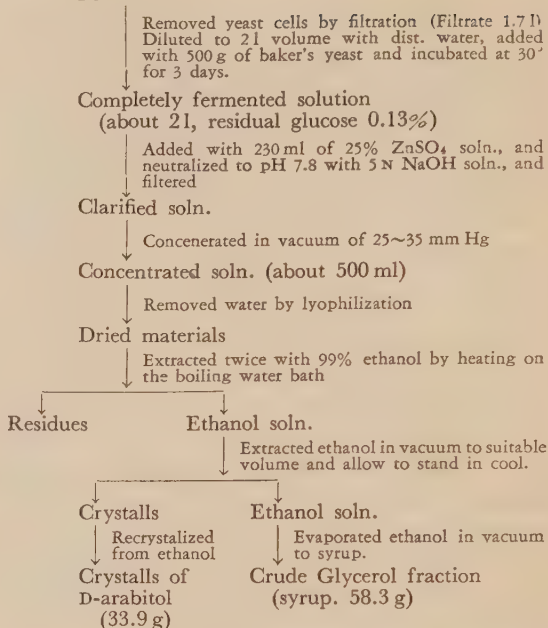 Removed yeast cells by filtration (Filtrate 1.7 l)
Diluted to 2 l volume with dist. water, added
with 500 g of baker's yeast and incubated at 30°
for 3 days.
Completely fermented solution
(about 2 l, residual glucose 0.13%)
Added with 230 ml of 25% ZnSO₄ soln., and
neutralized to pH 7.8 with 5 N NaOH soln., and
filtered
Clarified soln.
Concenerated in vacuum of 25~35 mm Hg
Concentrated soln. (about 500 ml)
Removed water by lyophilization
Dried materials
Extracted twice with 99% ethanol by heating on
the boiling water bath
Residues Ethanol soln.
Extracted ethanol in vacuum to suitable
volume and allow to stand in cool.
Crystalls Ethanol soln.
Recrystalized Evaporated ethanol in vacuum
from ethanol to syrup.
Crystalls of Crude Glycerol fraction
D-arabitol (syrup. 58.3 g)
(33.9 g)